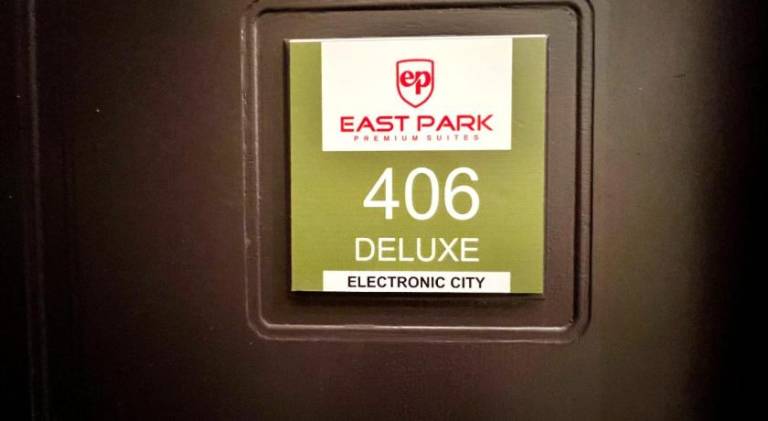 ep
EAST PARK
PREMIUM SUITES
406
DELUXE
ELECTRONIC CITY